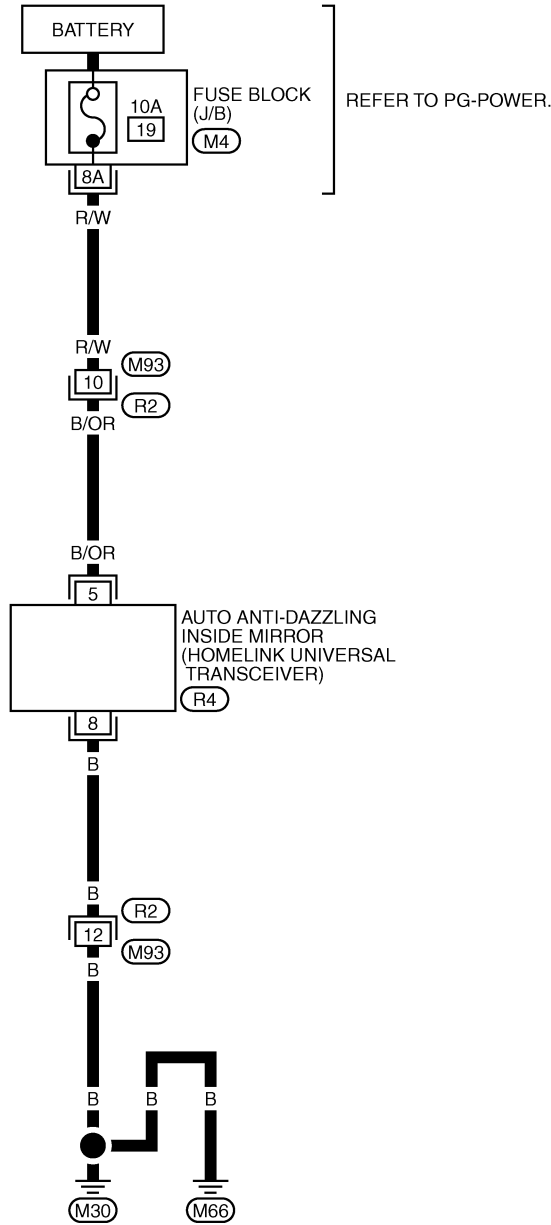 BATTERY
FUSE BLOCK
(J/B)
10A
19
M4
REFER TO PG-POWER.
8A
R/W
R/W
M93
10
R2
B/OR
B/OR
5
AUTO ANTI-DAZZLING
INSIDE MIRROR
(HOMELINK UNIVERSAL
TRANSCEIVER)
R4
8
B
B
R2
12
M93
B
B B B
M30 M66